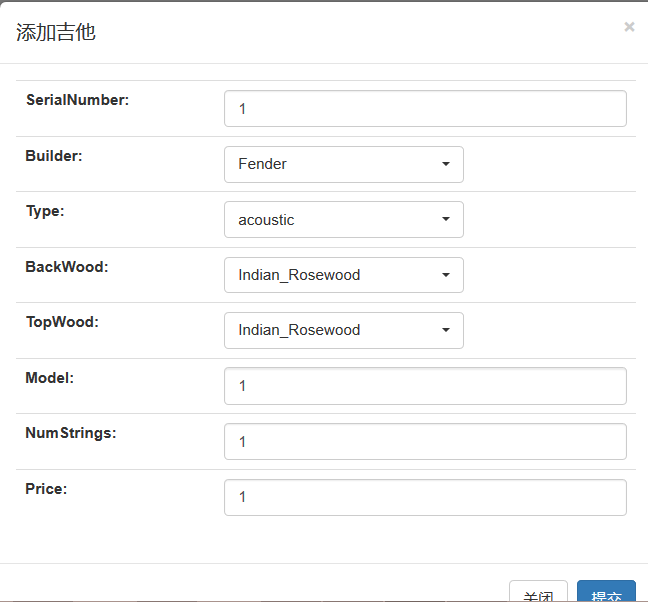 添加吉他
×
SerialNumber: 1
Builder: Fender
Type: acoustic
BackWood: Indian_Rosewood
TopWood: Indian_Rosewood
Model: 1
NumStrings: 1
Price: 1
关闭 提交